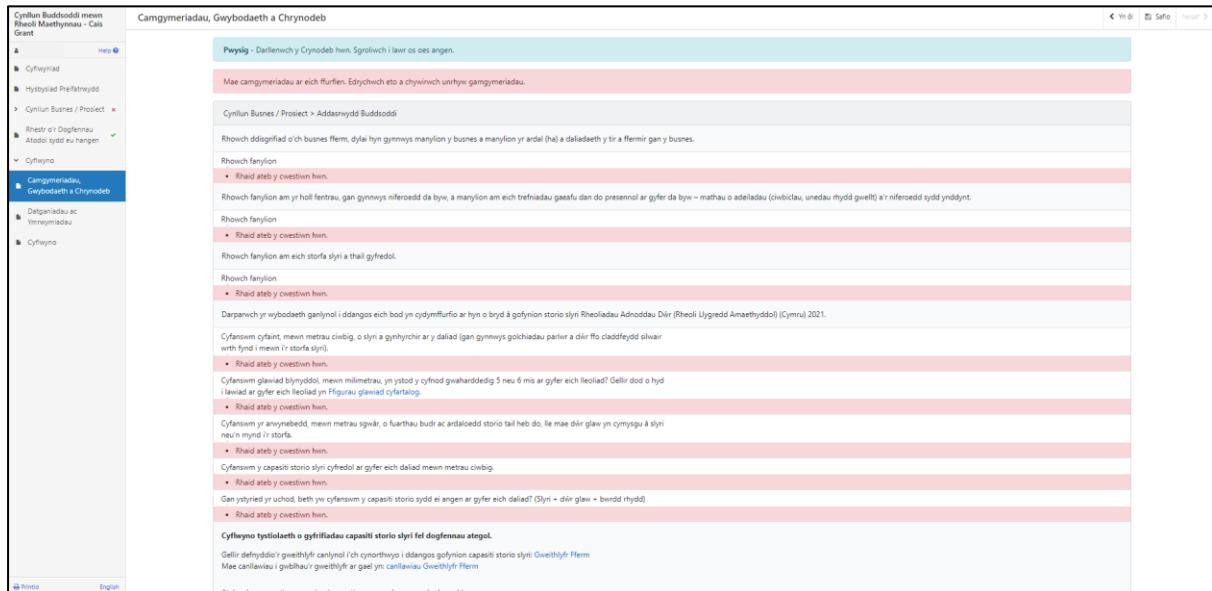 Cynllun Buddsoddi mewn
Rheoli Maethynnau - Cais
Grant
Help
Cyflwyniad
Hysbysiad Preifatrwydd
Cynllun Busnes / Prosiect
Rhestr o'r Dogfennau
Atodol sydd eu hangen
Cyflwyno
Camgymeriadau,
Gwybodaeth a Chrynodeb
Datganiadau ac
Ymrwymiadau
Cyflwyno
Printio
English
Camgymeriadau, Gwybodaeth a Chrynodeb
Yn ôl
Safio
Nesaf
Pwysig - Darllenwch y Crynodeb hwn. Sgroliwch i lawr os oes angen.
Mae camgymeriadau ar eich ffurflen. Edrychwch eto a chywirwch unrhyw gamgymeriadau.
Cynllun Busnes / Prosiect > Addasrwydd Buddsoddi
Rhowch ddisgrifiad o'ch busnes fferm, dylai hyn gynnwys manylion y busnes a manylion yr ardal (ha) a daliadaeth y tir a ffermir gan y busnes.
Rhowch fanylion
• Rhaid ateb y cwestiwn hwn.
Rhowch fanylion am yr holl fentrau, gan gynnwys niferoedd da byw, a manylion am eich trefniadau gaeafu dan do presennol ar gyfer da byw – mathau o adeiladau (ciwbiclau, unedau rhydd gwellt) a'r niferoedd sydd ynddynt.
Rhowch fanylion
• Rhaid ateb y cwestiwn hwn.
Rhowch fanylion am eich storfa slyri a thail gyfredol.
Rhowch fanylion
• Rhaid ateb y cwestiwn hwn.
Darparwch yr wybodaeth ganlynol i ddangos eich bod yn cydymffurfio ar hyn o bryd â gofynion storio slyri Rheoliadau Adnoddau Dŵr (Rheoli Llygredd Amaethyddol) (Cymru) 2021.
Cyfanswm cyfaint, mewn metrau ciwbig, o slyri a gynhyrchir ar y daliad (gan gynnwys golchiadau parlwr a dŵr ffo claddfeydd silwair
wrth fynd i mewn i'r storfa slyri).
• Rhaid ateb y cwestiwn hwn.
Cyfanswm glawiad blynyddol, mewn milimetrau, yn ystod y cyfnod gwaharddedig 5 neu 6 mis ar gyfer eich lleoliad? Gellir dod o hyd
i lawiad ar gyfer eich lleoliad yn Ffigurau glawiad cyfartalog.
• Rhaid ateb y cwestiwn hwn.
Cyfanswm yr arwynebedd, mewn metrau sgwâr, o fuarthau budr ac ardaloedd storio tail heb do, lle mae dŵr glaw yn cymysgu â slyri
neu'n mynd i'r storfa.
• Rhaid ateb y cwestiwn hwn.
Cyfanswm y capasiti storio slyri cyfredol ar gyfer eich daliad mewn metrau ciwbig.
• Rhaid ateb y cwestiwn hwn.
Gan ystyried yr uchod, beth yw cyfanswm y capasiti storio sydd ei angen ar gyfer eich daliad? (Slyri + dŵr glaw + bwrdd rhydd)
• Rhaid ateb y cwestiwn hwn.
Cyflwyno tystiolaeth o gyfrifiadau capasiti storio slyri fel dogfennau ategol.
Gellir defnyddio'r gweithlyfr canlynol i'ch cynorthwyo i ddangos gofynion capasiti storio slyri: Gweithlyfr Fferm
Mae canllawiau i gwblhau'r gweithlyfr ar gael yn: canllawiau Gweithlyfr Fferm